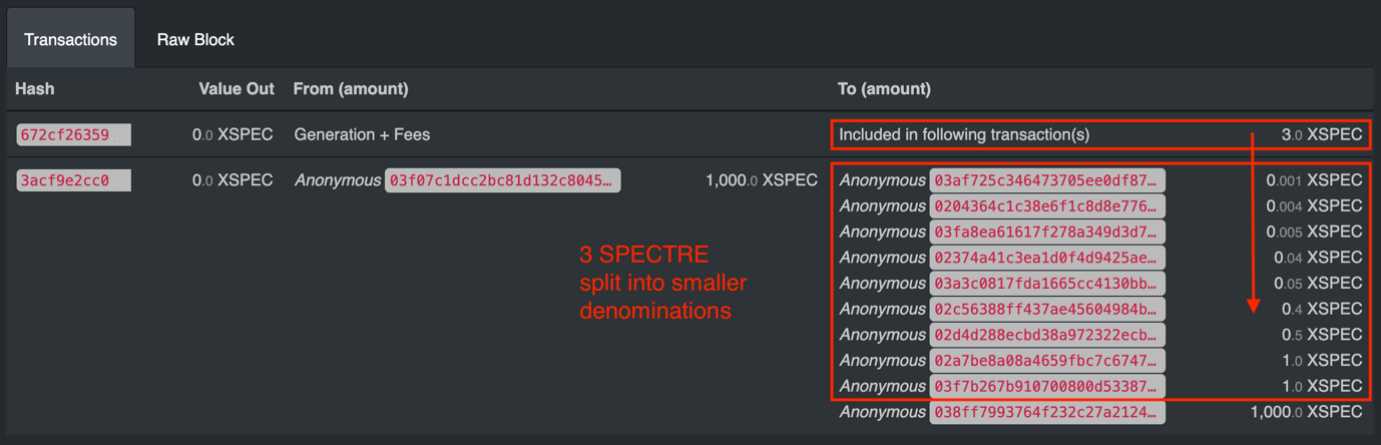 Transactions Raw Block
Hash Value Out From (amount) To (amount)
672cf26359 0.0 XSPEC Generation + Fees Included in following transaction(s) 3.0 XSPEC
3acf9e2cc0 0.0 XSPEC Anonymous 03f07c1dcc2bc81d132c8045… 1,000.0 XSPEC Anonymous 03af725c346473705ee0df87… 0.001 XSPEC
Anonymous 0204364c1c38e6f1c8d8e776… 0.004 XSPEC
Anonymous 03fa8ea61617f278a349d3d7… 0.005 XSPEC
Anonymous 02374a41c3ea1d0f4d9425ae… 0.04 XSPEC
Anonymous 03a3c0817fda1665cc4130bb… 0.05 XSPEC
Anonymous 02c56388ff437ae45604984b… 0.4 XSPEC
Anonymous 02d4d288ecbd38a972322ecb… 0.5 XSPEC
Anonymous 02a7be8a08a4659fbc7c6747… 1.0 XSPEC
Anonymous 03f7b267b910700800d53387… 1.0 XSPEC
Anonymous 038ff7993764f232c27a2124… 1,000.0 XSPEC
3 SPECTRE
split into smaller
denominations